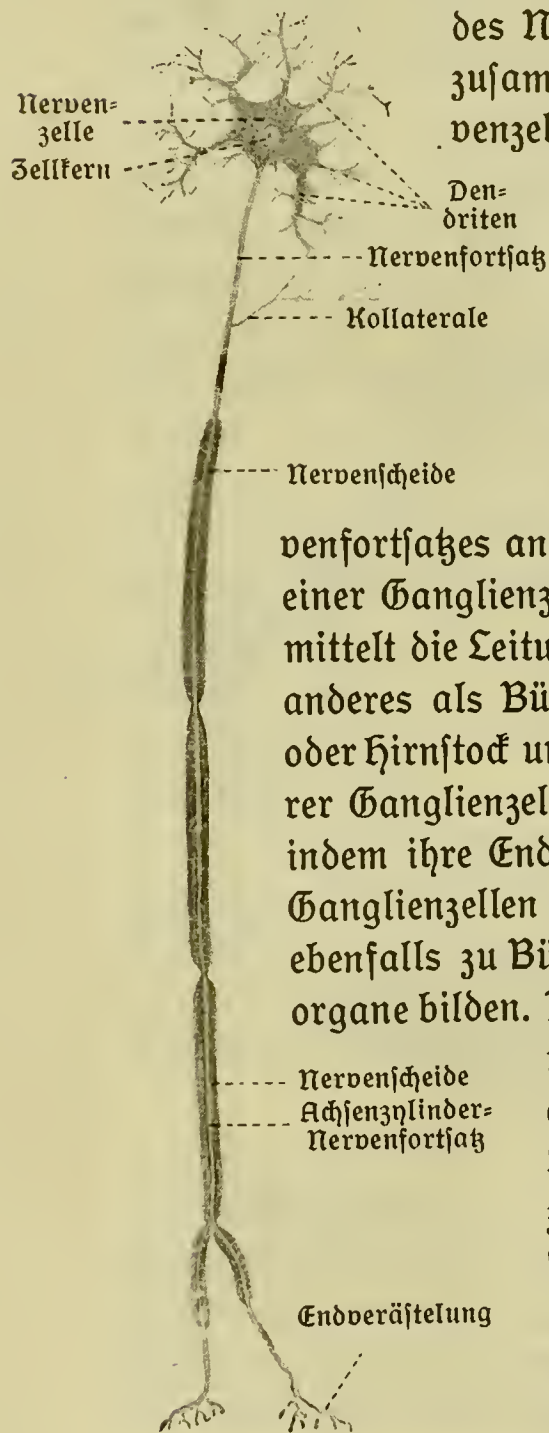 des N
zusam
venzel
Nerven=
zelle
Zellkern
Den=
driten
Nervenfortsatz
Kollaterale
Nervenscheide
venfortsatzes an
einer Ganglienz
mittelt die Leitu
anderes als Bü
oder Hirnstock un
rer Ganglienzel
indem ihre End
Ganglienzellen
ebenfalls zu Bü
organe bilden.
Nervenscheide
Achsenzylinder=
Nervenfortsatz
Endverästelung